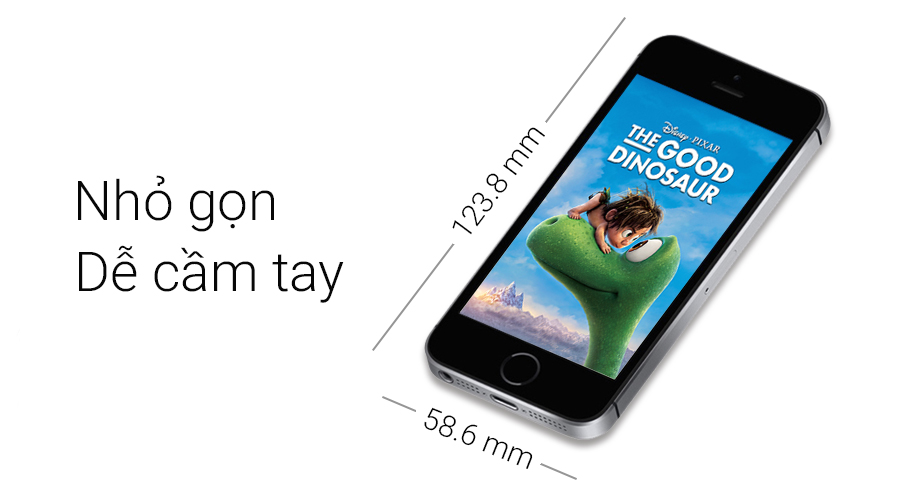 Nhỏ gọn
Dễ cầm tay
123.8 mm
58.6 mm
Disney · PIXAR
THE GOOD
DINOSAUR